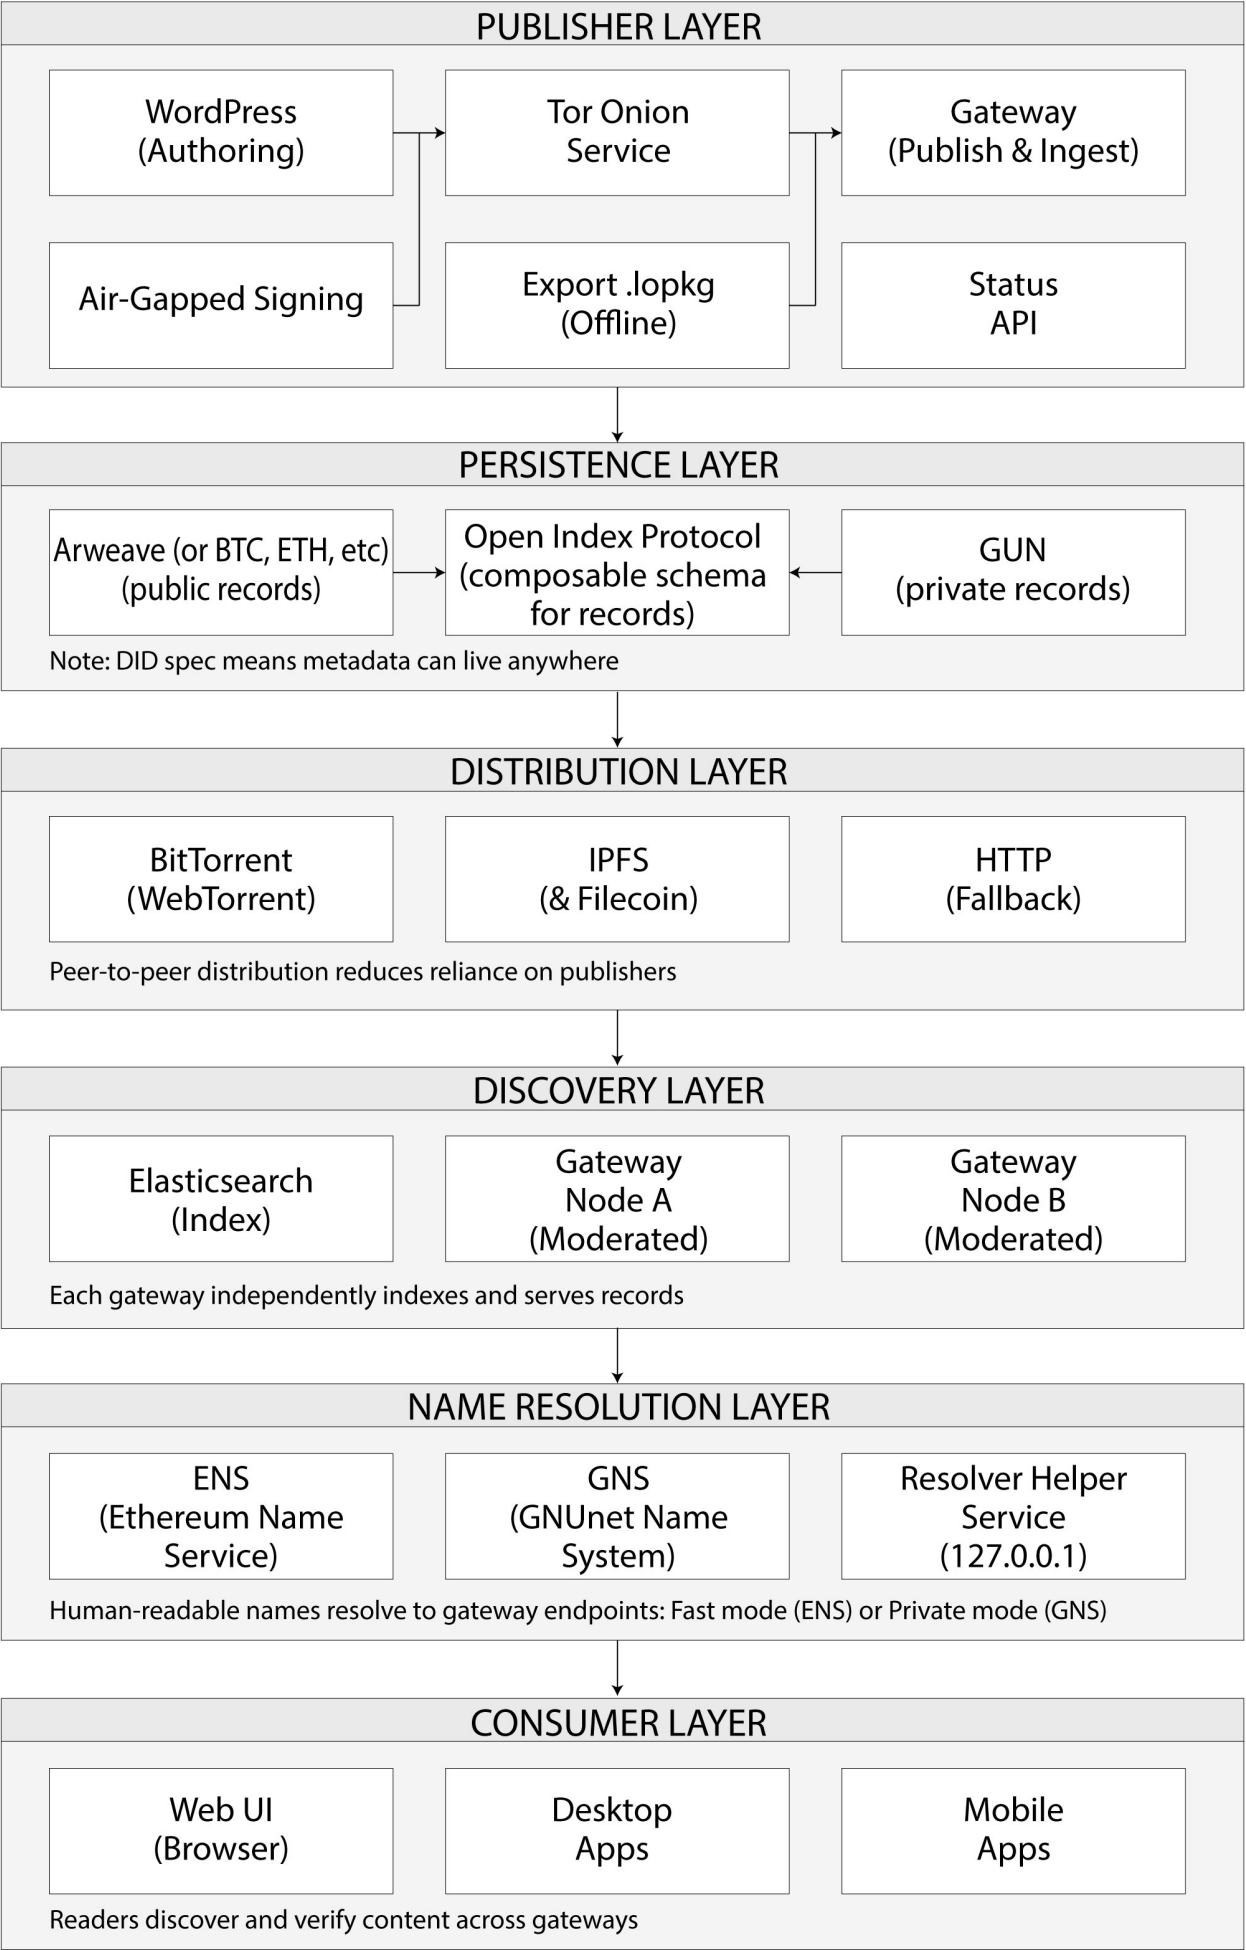 PUBLISHER LAYER
WordPress
(Authoring)
Tor Onion
Service
Gateway
(Publish & Ingest)
Air-Gapped Signing
Export .lopkg
(Offline)
Status
API
PERSISTENCE LAYER
Arweave (or BTC, ETH, etc)
(public records)
Open Index Protocol
(composable schema
for records)
GUN
(private records)
Note: DID spec means metadata can live anywhere
DISTRIBUTION LAYER
BitTorrent
(WebTorrent)
IPFS
(& Filecoin)
HTTP
(Fallback)
Peer-to-peer distribution reduces reliance on publishers
DISCOVERY LAYER
Elasticsearch
(Index)
Gateway
Node A
(Moderated)
Gateway
Node B
(Moderated)
Each gateway independently indexes and serves records
NAME RESOLUTION LAYER
ENS
(Ethereum Name
Service)
GNS
(GNUnet Name
System)
Resolver Helper
Service
(127.0.0.1)
Human-readable names resolve to gateway endpoints: Fast mode (ENS) or Private mode (GNS)
CONSUMER LAYER
Web UI
(Browser)
Desktop
Apps
Mobile
Apps
Readers discover and verify content across gateways